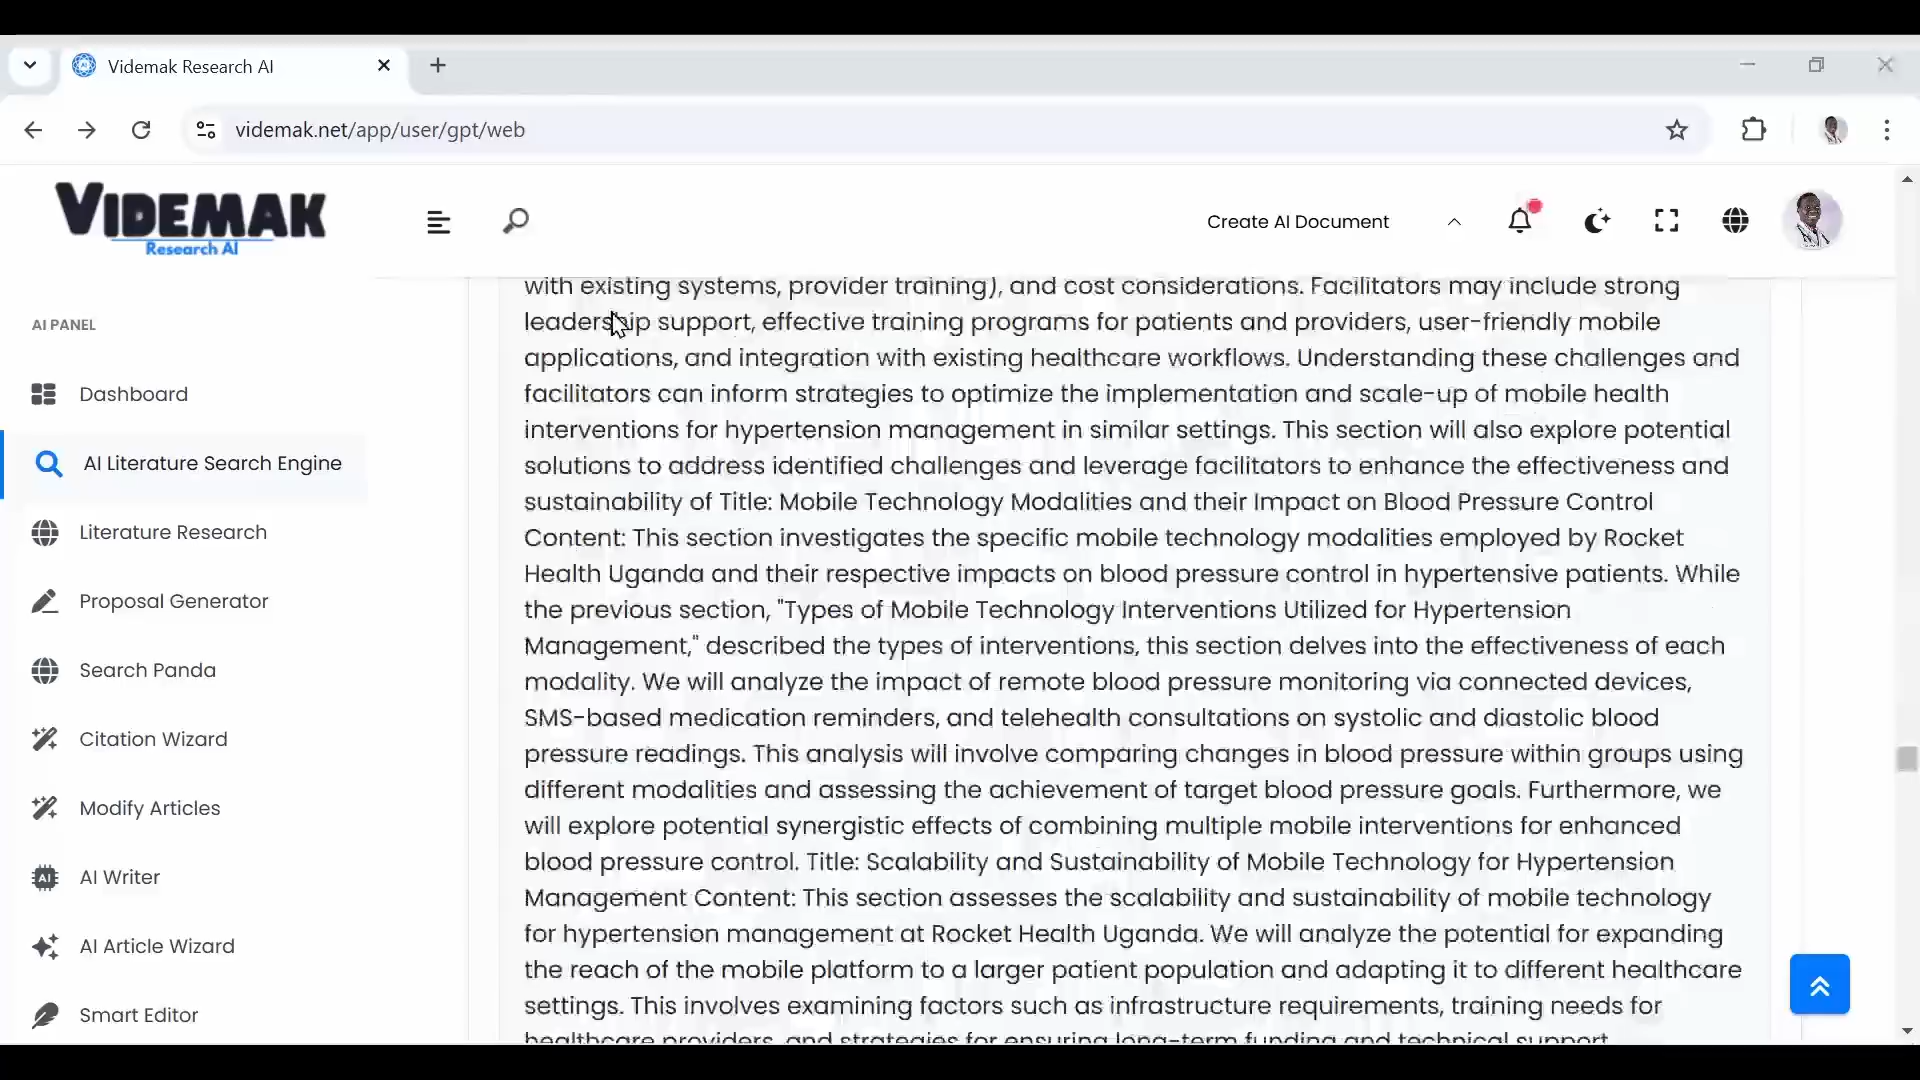 Videmak Research AI
videmak.net/app/user/gpt/web
VIDEMAK
Research AI
Create AI Document
AI PANEL
Dashboard
AI Literature Search Engine
Literature Research
Proposal Generator
Search Panda
Citation Wizard
Modify Articles
AI Writer
AI Article Wizard
Smart Editor
with existing systems, provider training), and cost considerations. Facilitators may include strong
leadership support, effective training programs for patients and providers, user-friendly mobile
applications, and integration with existing healthcare workflows. Understanding these challenges and
facilitators can inform strategies to optimize the implementation and scale-up of mobile health
interventions for hypertension management in similar settings. This section will also explore potential
solutions to address identified challenges and leverage facilitators to enhance the effectiveness and
sustainability of Title: Mobile Technology Modalities and their Impact on Blood Pressure Control
Content: This section investigates the specific mobile technology modalities employed by Rocket
Health Uganda and their respective impacts on blood pressure control in hypertensive patients. While
the previous section, "Types of Mobile Technology Interventions Utilized for Hypertension
Management," described the types of interventions, this section delves into the effectiveness of each
modality. We will analyze the impact of remote blood pressure monitoring via connected devices,
SMS-based medication reminders, and telehealth consultations on systolic and diastolic blood
pressure readings. This analysis will involve comparing changes in blood pressure within groups using
different modalities and assessing the achievement of target blood pressure goals. Furthermore, we
will explore potential synergistic effects of combining multiple mobile interventions for enhanced
blood pressure control. Title: Scalability and Sustainability of Mobile Technology for Hypertension
Management Content: This section assesses the scalability and sustainability of mobile technology
for hypertension management at Rocket Health Uganda. We will analyze the potential for expanding
the reach of the mobile platform to a larger patient population and adapting it to different healthcare
settings. This involves examining factors such as infrastructure requirements, training needs for
healthcare providers, and strategies for ensuring long-term funding and technical support.